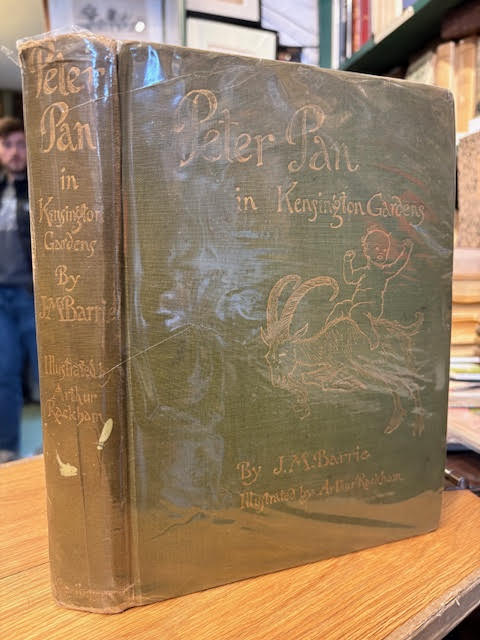 Peter
Pan
in
Kensington
Gardens
By
J.M.Barrie
Illustrated
Arthur
Rackham
Peter Pan
in Kensington Gardens
By J.M.Barrie
Illustrated by Arthur Rackham